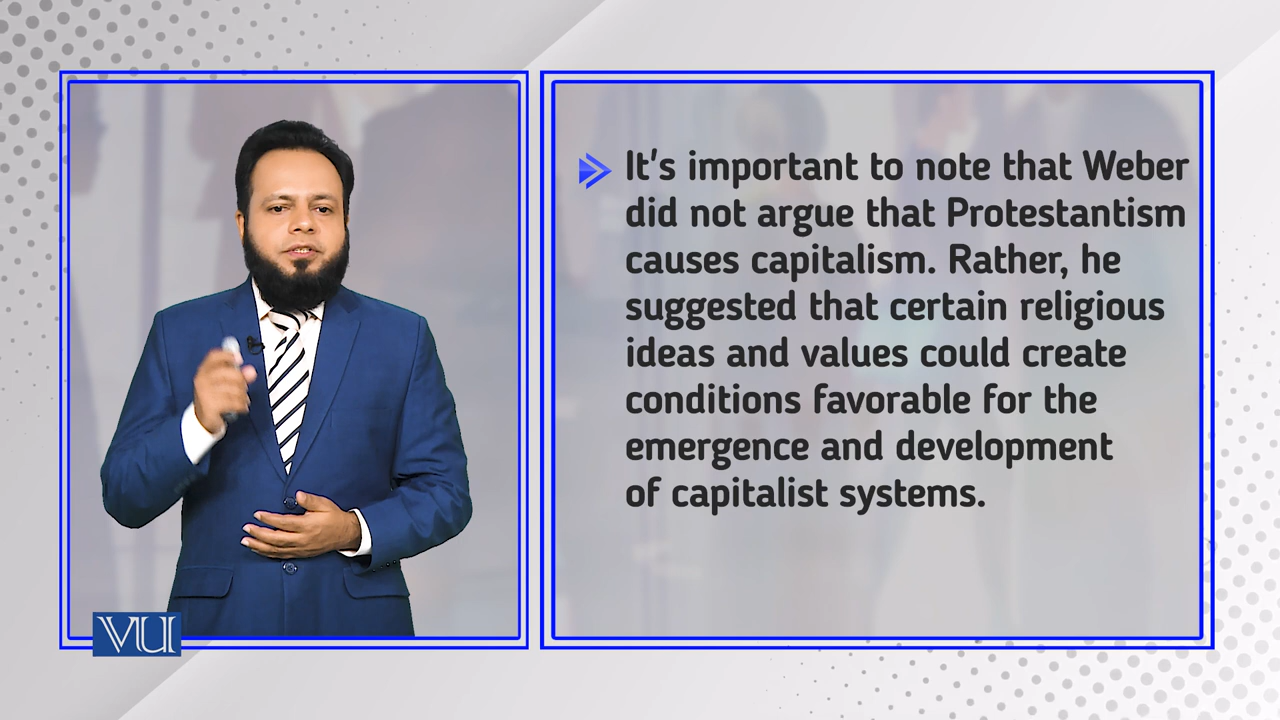 It's important to note that Weber
did not argue that Protestantism
causes capitalism. Rather, he
suggested that certain religious
ideas and values could create
conditions favorable for the
emergence and development
of capitalist systems.
VU